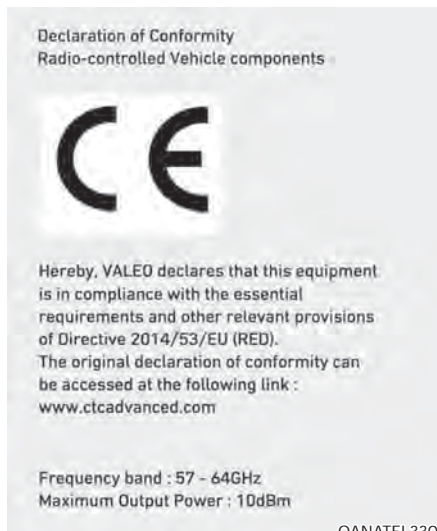 Declaration of Conformity
Radio-controlled Vehicle components
CE
Hereby, VALEO declares that this equipment
is in compliance with the essential
requirements and other relevant provisions
of Directive 2014/53/EU (RED).
The original declaration of conformity can
be accessed at the following link :
www.ctcadvanced.com
Frequency band : 57 - 64GHz
Maximum Output Power : 10dBm